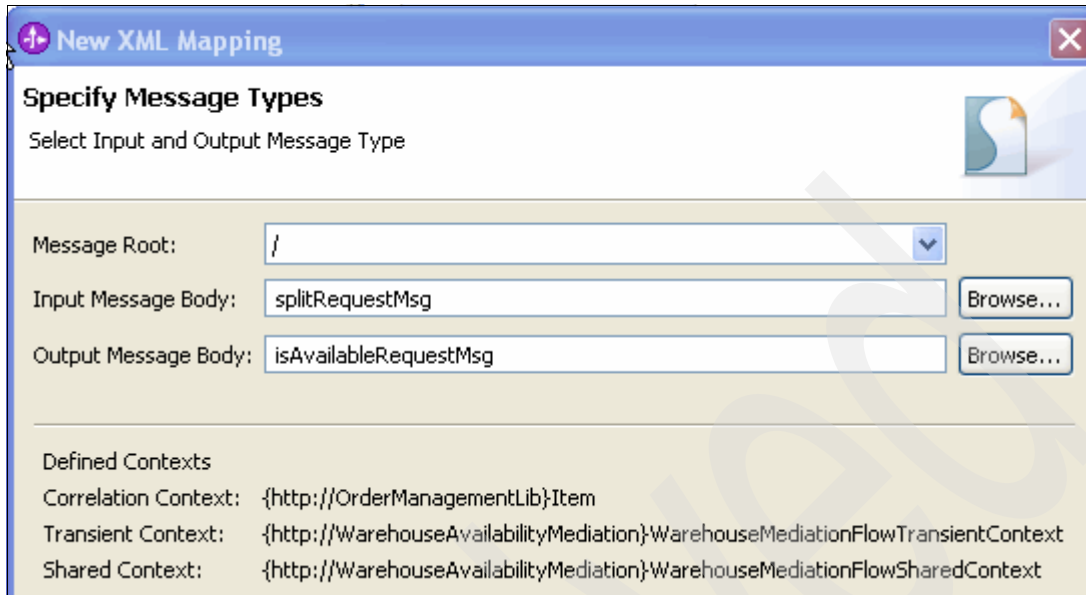 New XML Mapping
Specify Message Types
Select Input and Output Message Type
Message Root: /
Input Message Body: splitRequestMsg Browse...
Output Message Body: isAvailableRequestMsg Browse...
Defined Contexts
Correlation Context: {http://OrderManagementLib}Item
Transient Context: {http://WarehouseAvailabilityMediation}WarehouseMediationFlowTransientContext
Shared Context: {http://WarehouseAvailabilityMediation}WarehouseMediationFlowSharedContext